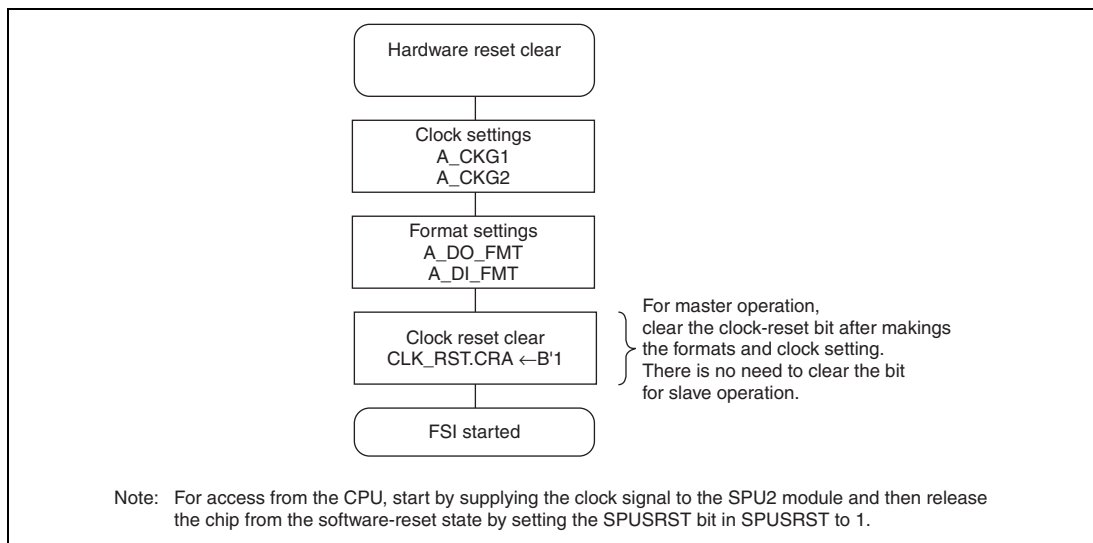 Hardware reset clear
Clock settings
A_CKG1
A_CKG2
Format settings
A_DO_FMT
A_DI_FMT
Clock reset clear
CLK_RST.CRA ←B'1
For master operation,
clear the clock-reset bit after makings
the formats and clock setting.
There is no need to clear the bit
for slave operation.
FSI started
Note: For access from the CPU, start by supplying the clock signal to the SPU2 module and then release
the chip from the software-reset state by setting the SPUSRST bit in SPUSRST to 1.